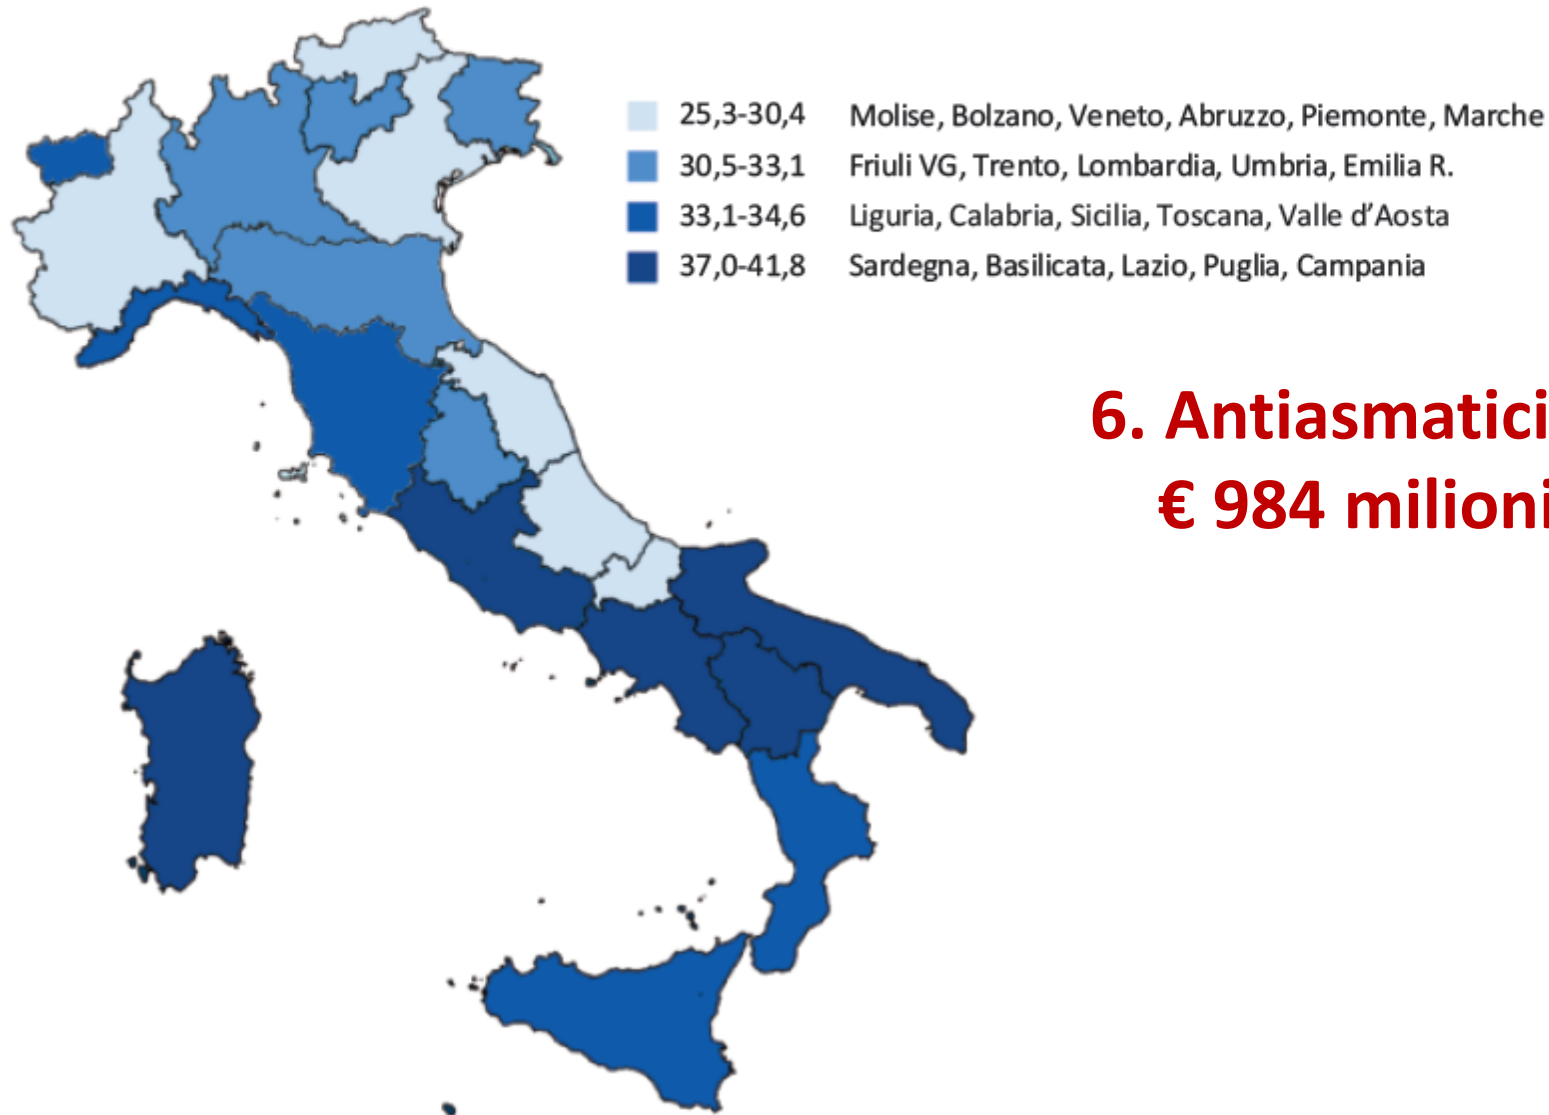 25,3-30,4 Molise, Bolzano, Veneto, Abruzzo, Piemonte, Marche
30,5-33,1 Friuli VG, Trento, Lombardia, Umbria, Emilia R.
33,1-34,6 Liguria, Calabria, Sicilia, Toscana, Valle d’Aosta
37,0-41,8 Sardegna, Basilicata, Lazio, Puglia, Campania
6. Antiasmatici
€ 984 milioni